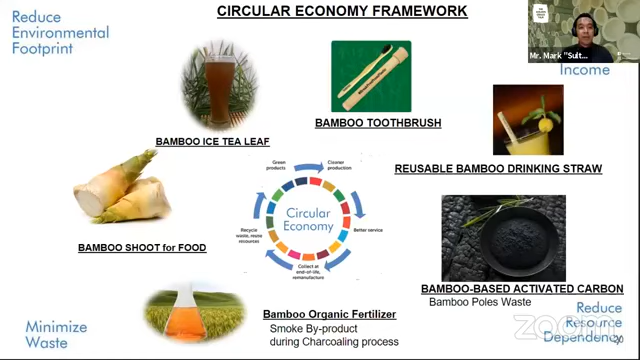 CIRCULAR ECONOMY FRAMEWORK
Reduce
Environmental
Footprint
Mr. Mark "Sult...
Income
BAMBOO ICE TEA LEAF
BAMBOO TOOTHBRUSH
REUSABLE BAMBOO DRINKING STRAW
BAMBOO SHOOT for FOOD
Green
products
Cleaner
production
Circular
Economy
Better service
Recycle
waste, reuse
resources
Collect at
end-of-life,
remanufacture
BAMBOO-BASED ACTIVATED CARBON
Bamboo Poles Waste
Bamboo Organic Fertilizer
Smoke By-product
during Charcoaling process
Minimize
Waste
Reduce
Resource
Dependency
zoom
20